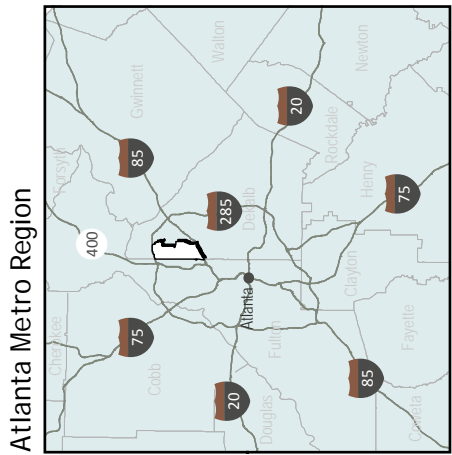 Atlanta Metro Region
Cherokee
Forsyth
400
75
85
Gwinnett
Cobb
Walton
285
20
Atlanta
Dekalb
Douglas
Fulton
20
Rockdale
Clayton
Newton
85
Henry
75
Fayette
Coweta